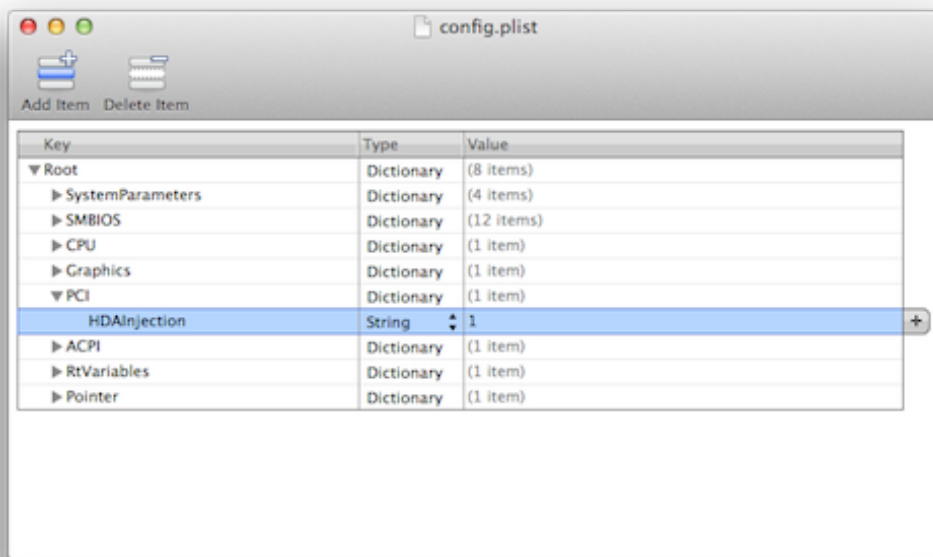 config.plist
Add Item Delete Item
Key Type Value
Root Dictionary (8 items)
SystemParameters Dictionary (4 items)
SMBIOS Dictionary (12 items)
CPU Dictionary (1 item)
Graphics Dictionary (1 item)
PCI Dictionary (1 item)
HDAInjection String 1
ACPI Dictionary (1 item)
RtVariables Dictionary (1 item)
Pointer Dictionary (1 item)